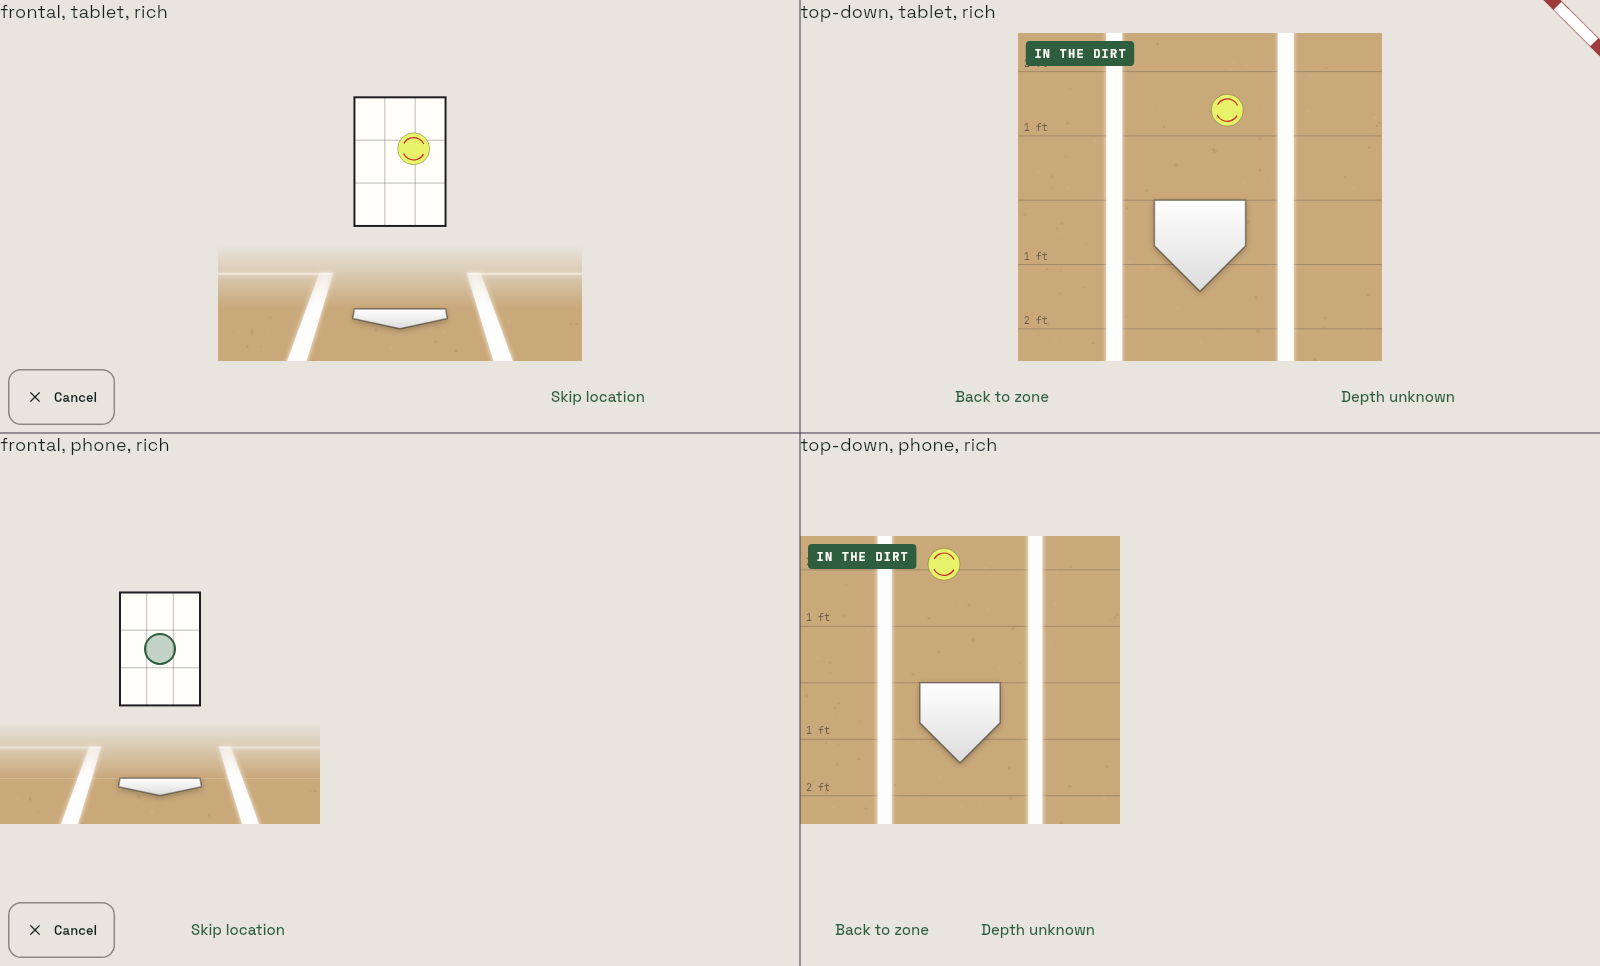 frontal, tablet, rich
top-down, tablet, rich
IN THE DIRT
1 ft
1 ft
2 ft
Cancel
Skip location
Back to zone
Depth unknown
frontal, phone, rich
top-down, phone, rich
IN THE DIRT
1 ft
1 ft
2 ft
Cancel
Skip location
Back to zone
Depth unknown